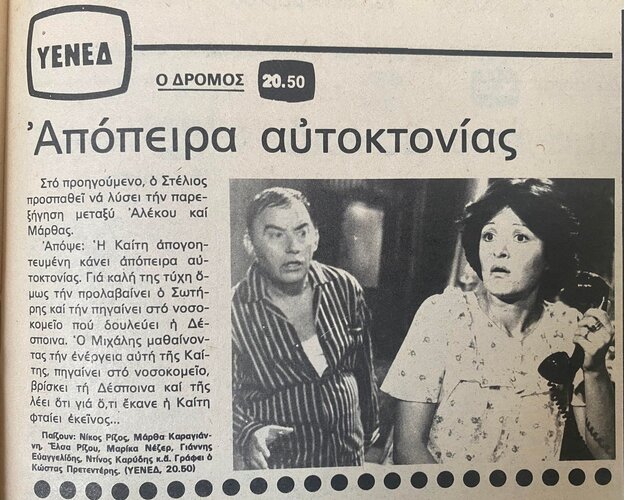 ΥΕΝΕΔ
Ο ΔΡΟΜΟΣ 20.50
Ἀπόπειρα αὐτοκτονίας
Στό προηγούμενο, ὁ Στέλιος
προσπαθεῖ νά λύσει τήν παρε-
ξήγηση μεταξύ Ἀλέκου καί
Μάρθας.
Ἀπόψε: Ἡ Καίτη ἀπογοη-
τευμένη κάνει ἀπόπειρα αὐ-
τοκτονίας. Γιά καλή της τύχη ὅ-
μως τήν προλαβαίνει ὁ Σωτή-
ρης καί τήν πηγαίνει στό νοσο-
κομεῖο πού δουλεύει ἡ Δέ-
σποινα. Ὁ Μιχάλης μαθαίνον-
τας τήν ἐνέργεια αὐτή τῆς Καί-
της, πηγαίνει στό νοσοκομεῖο,
βρίσκει τή Δέσποινα καί τῆς
λέει ὅτι γιά ὅ,τι ἔκανε ἡ Καίτη
φταίει ἐκεῖνος...
Παίζουν: Νίκος Ρίζος, Μάρθα Καραγιάν-
νη, Ἔλσα Ρίζου, Μαρίκα Νέζερ, Γιάννης
Εὐαγγελίδης, Ντίνος Καρύδης κ.ἄ. Γράφει ὁ
Κώστας Πρετεντέρης. (ΥΕΝΕΔ, 20.50)